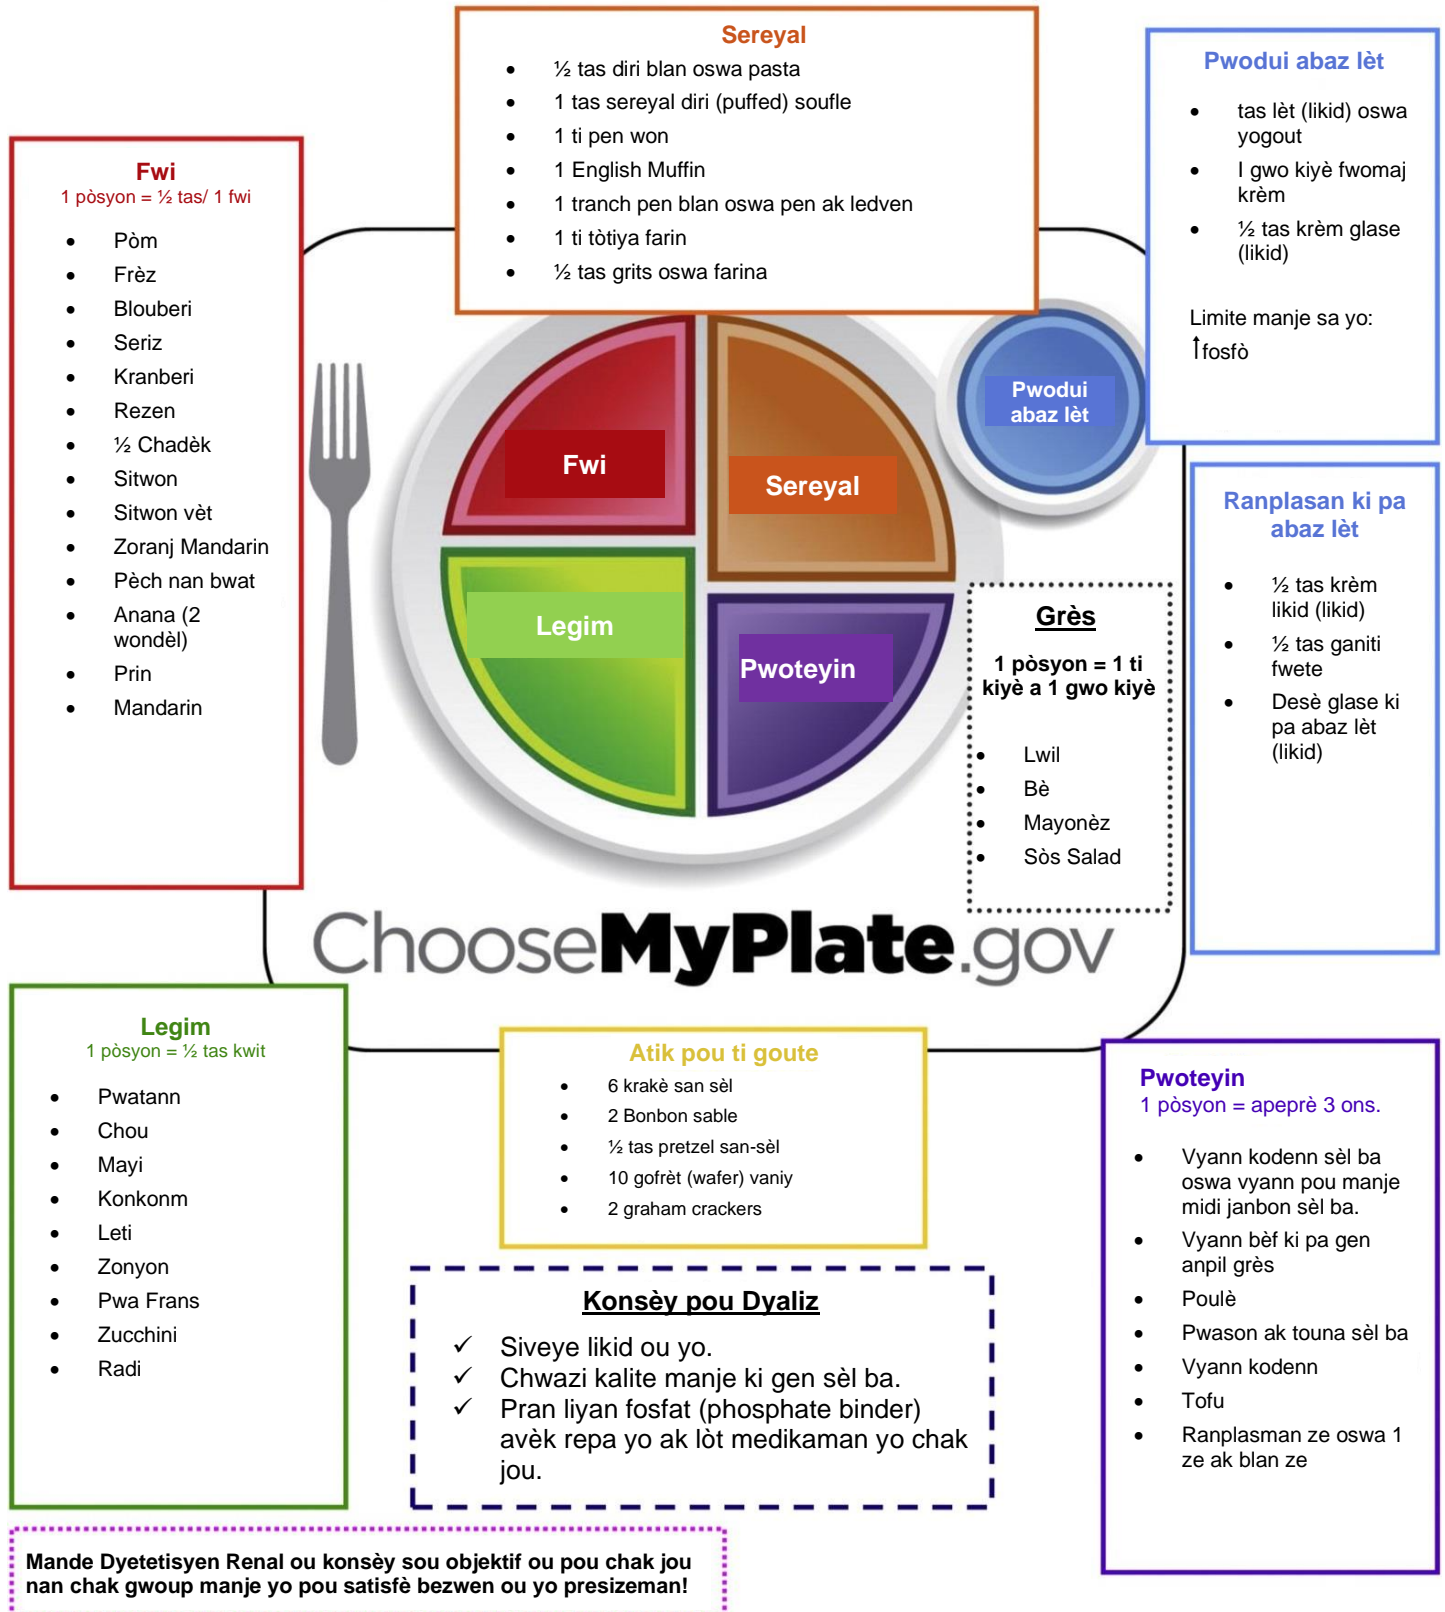 Sereyal
½ tas diri blan oswa pasta
1 tas sereyal diri (puffed) soufle
1 ti pen won
1 English Muffin
1 tranch pen blan oswa pen ak ledven
1 ti tòtiya farin
½ tas grits oswa farina
Pwodui abaz lèt
tas lèt (likid) oswa
yogout
I gwo kiyè fwomaj
krèm
½ tas krèm glase
(likid)
Limite manje sa yo:
↑fosfò
Fwi
1 pòsyon = ½ tas/ 1 fwi
Pòm
Frèz
Blouberi
Seriz
Kranberi
Rezen
½ Chadèk
Sitwon
Sitwon vèt
Zoranj Mandarin
Pèch nan bwat
Anana (2
wondèl)
Prin
Mandarin
Fwi
Sereyal
Legim
Pwoteyin
Pwodui
abaz lèt
Ranplasan ki pa
abaz lèt
½ tas krèm
likid (likid)
½ tas ganiti
fwete
Desè glase ki
pa abaz lèt
(likid)
Grès
1 pòsyon = 1 ti
kiyè a 1 gwo kiyè
Lwil
Bè
Mayonèz
Sòs Salad
ChooseMyPlate.gov
Legim
1 pòsyon = ½ tas kwit
Pwatann
Chou
Mayi
Konkonm
Leti
Zonyon
Pwa Frans
Zucchini
Radi
Atik pou ti goute
6 krakè san sèl
2 Bonbon sable
½ tas pretzel san-sèl
10 gofrèt (wafer) vaniy
2 graham crackers
Konsèy pou Dyaliz
✓ Siveye likid ou yo.
✓ Chwazi kalite manje ki gen sèl ba.
✓ Pran liyan fosfat (phosphate binder)
avèk repa yo ak lòt medikaman yo chak
jou.
Pwoteyin
1 pòsyon = apeprè 3 ons.
Vyann kodenn sèl ba
oswa vyann pou manje
midi janbon sèl ba.
Vyann bèf ki pa gen
anpil grès
Poulè
Pwason ak touna sèl ba
Vyann kodenn
Tofu
Ranplasman ze oswa 1
ze ak blan ze
Mande Dyetetisyen Renal ou konsèy sou objektif ou pou chak jou
nan chak gwoup manje yo pou satisfè bezwen ou yo presizeman!